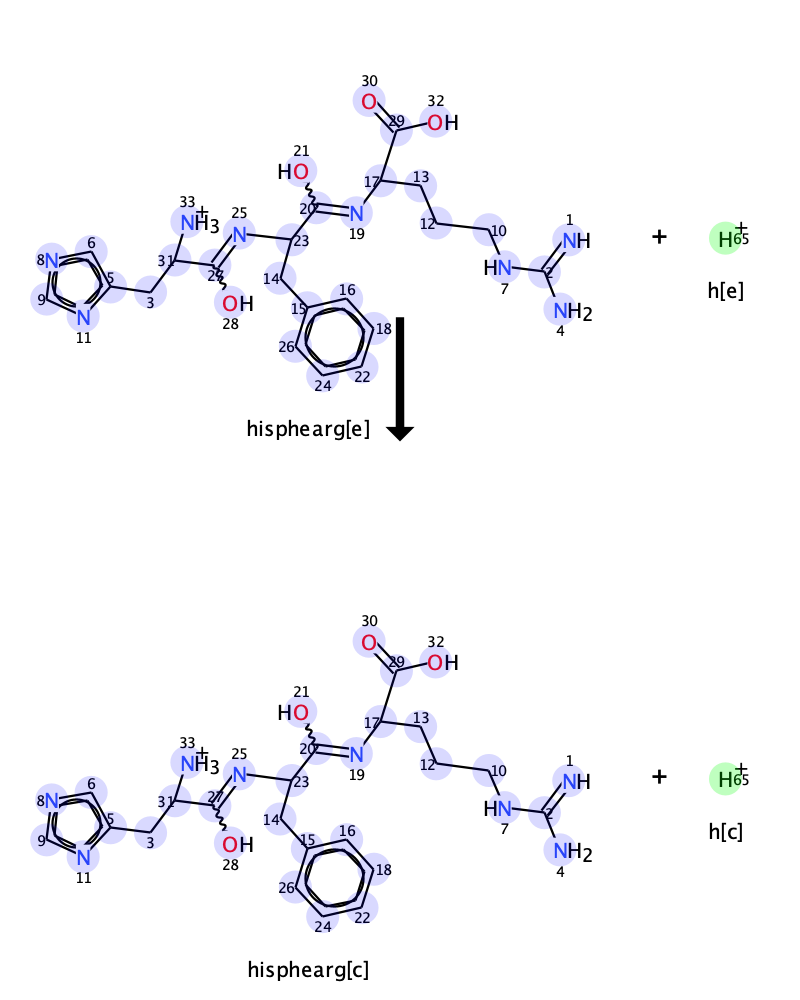 30
O
29
32
OH
21
HO
17
13
20
N
19
12
10
1
NH
HN
7
2
NH2
4
33
NH3
+
25
N
23
31
27
14
OH
28
8
N
6
5
9
3
N
11
15
16
18
26
22
24
+
H+
65
h[e]
hisphearg[e]
30
O
29
32
OH
21
HO
17
13
20
N
19
12
10
1
NH
HN
7
2
NH2
4
33
NH3
+
25
N
23
31
27
14
OH
28
8
N
6
5
9
3
N
11
15
16
18
26
22
24
+
H+
65
h[c]
hisphearg[c]